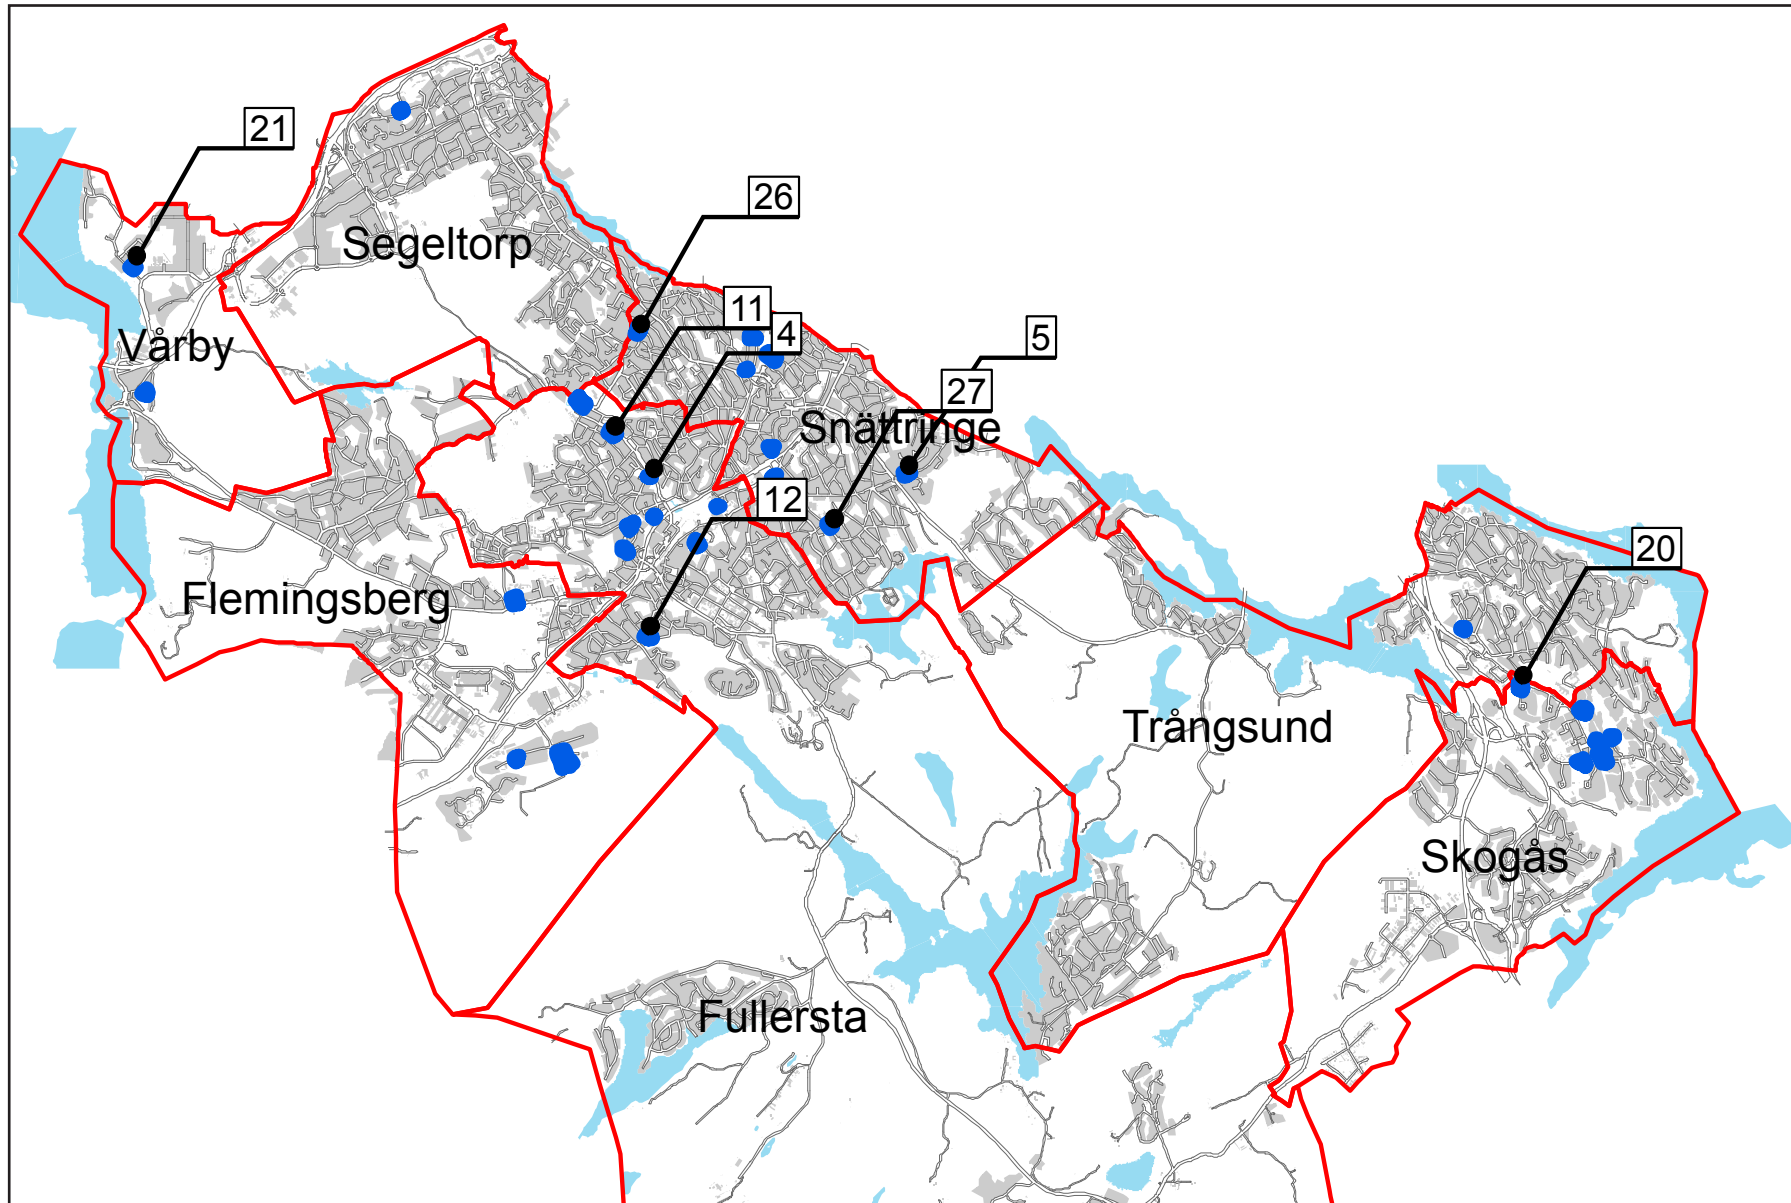 21
26
Segeltorp
11
4
Vårby
5
27
Snättringe
12
20
Flemingsberg
Trångsund
Skogås
Fullersta